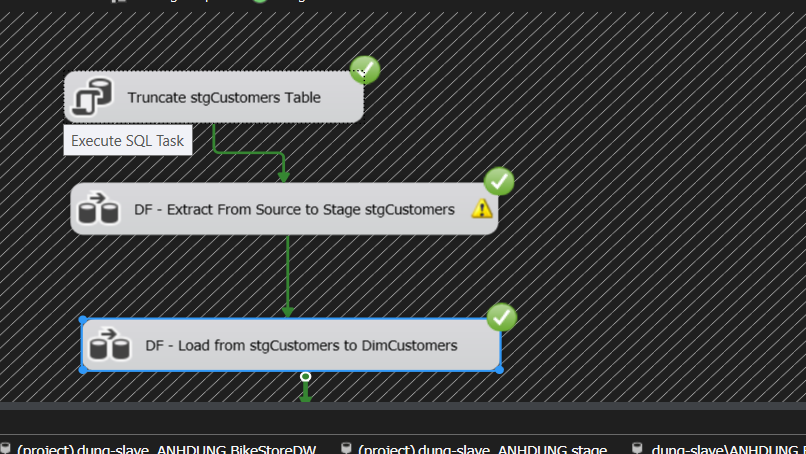 Truncate stgCustomers Table
Execute SQL Task
DF - Extract From Source to Stage stgCustomers
DF - Load from stgCustomers to DimCustomers
(project) dung-slave_ANHDUNG.BikeStoreDW
(project) dung-slave_ANHDUNG.stage
dung-slave\ANHDUNG